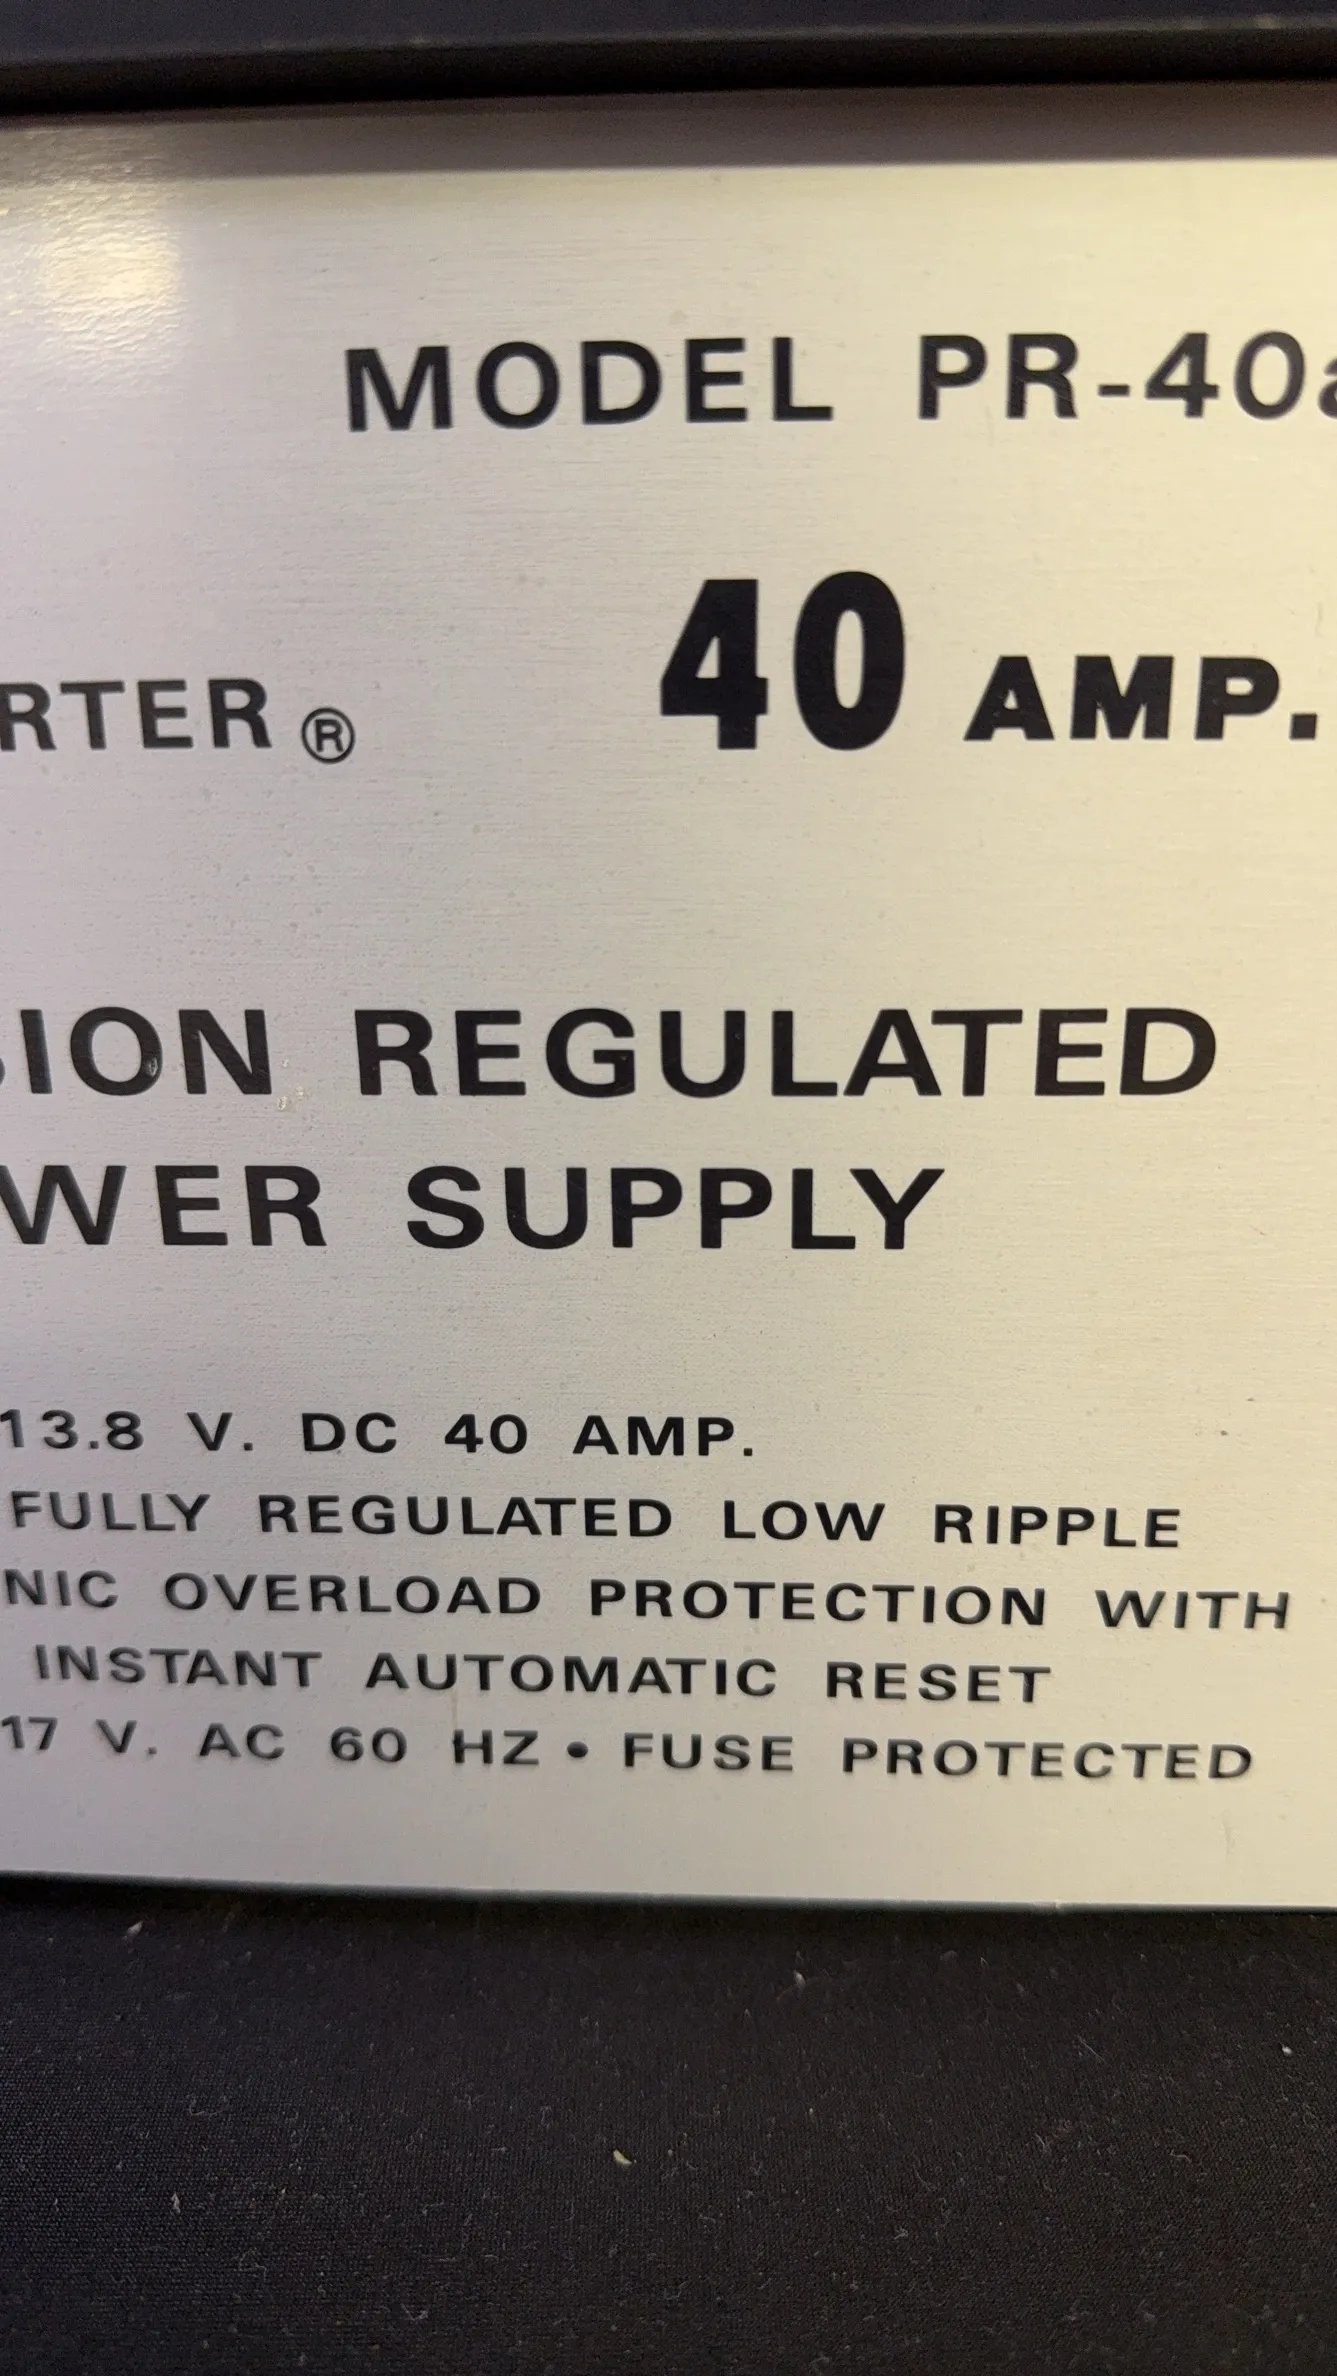 MODEL PR-40a
RTER ® 40 AMP.
SION REGULATED
WER SUPPLY
13.8 V. DC 40 AMP.
FULLY REGULATED LOW RIPPLE
NIC OVERLOAD PROTECTION WITH
INSTANT AUTOMATIC RESET
17 V. AC 60 HZ • FUSE PROTECTED